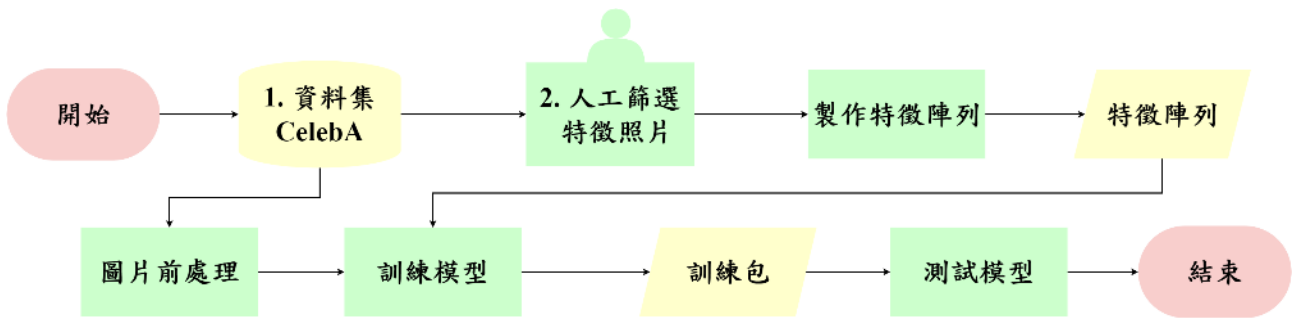 開始
1. 資料集
CelebA
2. 人工篩選
特徵照片
製作特徵陣列
特徵陣列
圖片前處理
訓練模型
訓練包
測試模型
結束